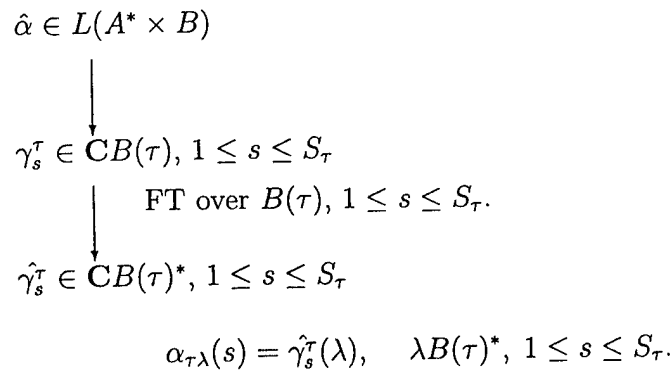 α̂ ∈ L(A* × B)
γ_s^τ ∈ CB(τ), 1 ≤ s ≤ S_τ
FT over B(τ), 1 ≤ s ≤ S_τ.
γ̂_s^τ ∈ CB(τ)*, 1 ≤ s ≤ S_τ
α_{τλ}(s) = γ̂_s^τ(λ), λB(τ)*, 1 ≤ s ≤ S_τ.